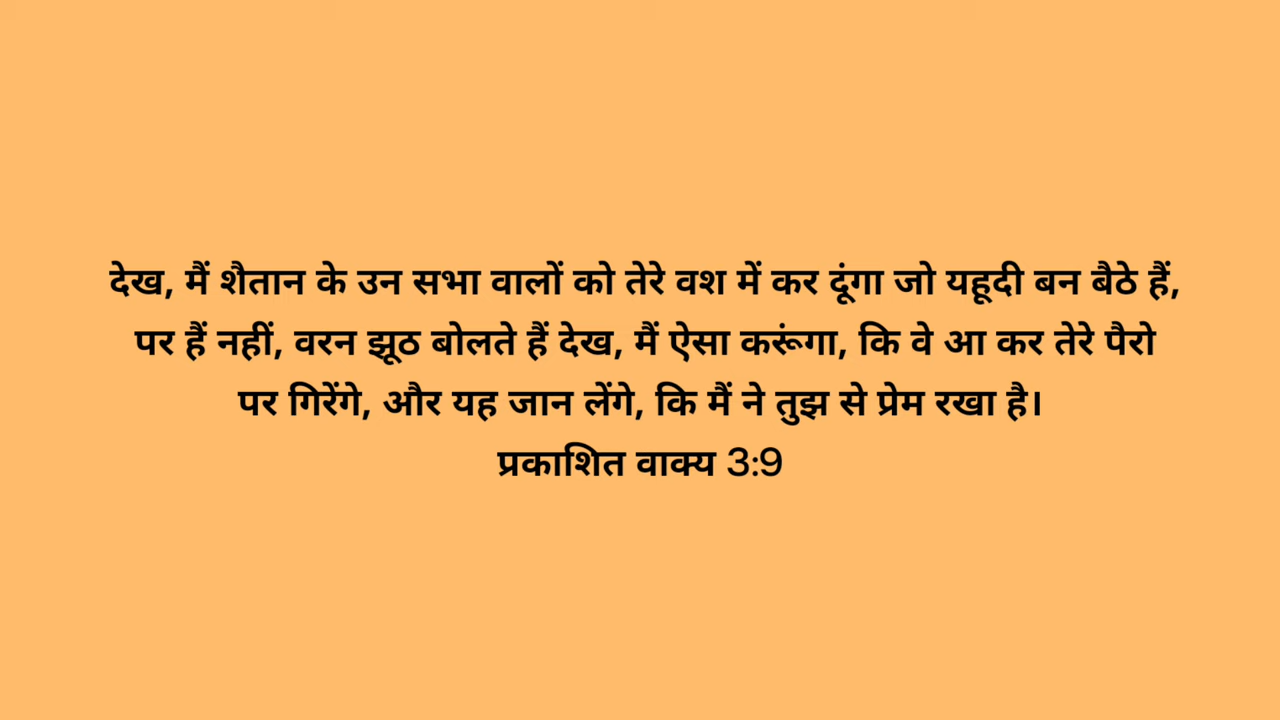 देख, मैं शैतान के उन सभा वालों को तेरे वश में कर दूंगा जो यहूदी बन बैठे हैं,
पर हैं नहीं, वरन झूठ बोलते हैं देख, मैं ऐसा करूंगा, कि वे आ कर तेरे पैरो
पर गिरेंगे, और यह जान लेंगे, कि मैं ने तुझ से प्रेम रखा है।
प्रकाशित वाक्य 3:9